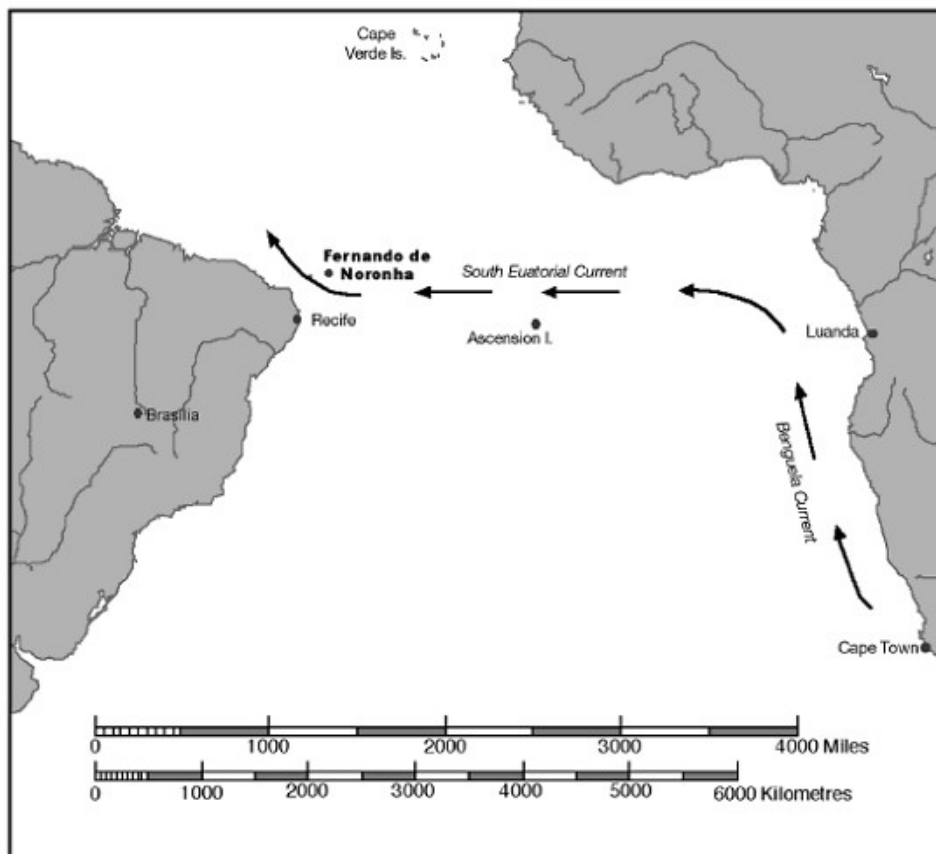 Cape
Verde Is.
Fernando de
Noronha
South Euatorial Current
Recife
Ascension I.
Luanda
Brasilia
Benguela Current
Cape Town
0 1000 2000 3000 4000 Miles
0 1000 2000 3000 4000 5000 6000 Kilometres